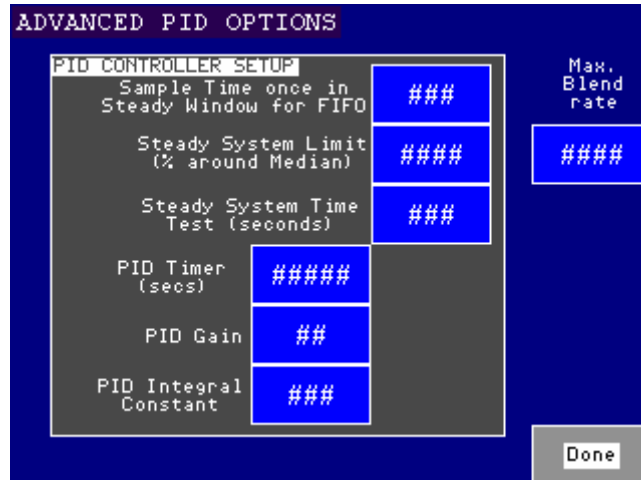 ADVANCED PID OPTIONS
PID CONTROLLER SETUP
Sample Time once in
Steady Window for FIFO
###
Steady System Limit
(% around Median)
####
Steady System Time
Test (seconds)
###
PID Timer
(secs)
#####
PID Gain
##
PID Integral
Constant
###
Max.
Blend
rate
####
Done